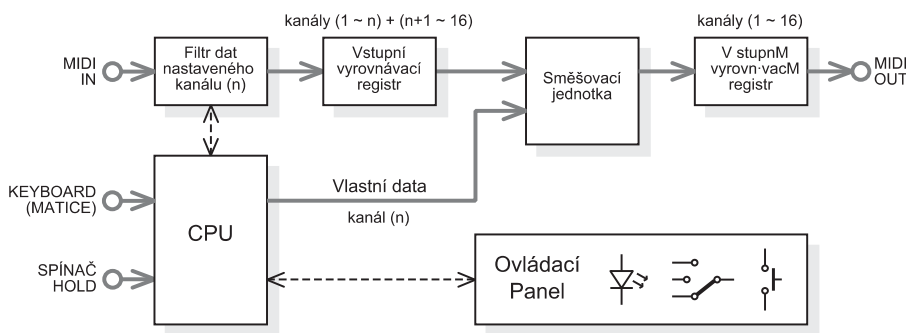 kanály (1 ~ n) + (n+1 ~ 16)
kanály (1 ~ 16)
MIDI
IN
Filtr dat
nastaveného
kanálu (n)
Vstupní
vyrovnávací
registr
Směšovací
jednotka
V stupnM
vyrovn·vacM
registr
MIDI
OUT
KEYBOARD
(MATICE)
CPU
Vlastní data
kanál (n)
SPÍNAČ
HOLD
Ovládací
Panel